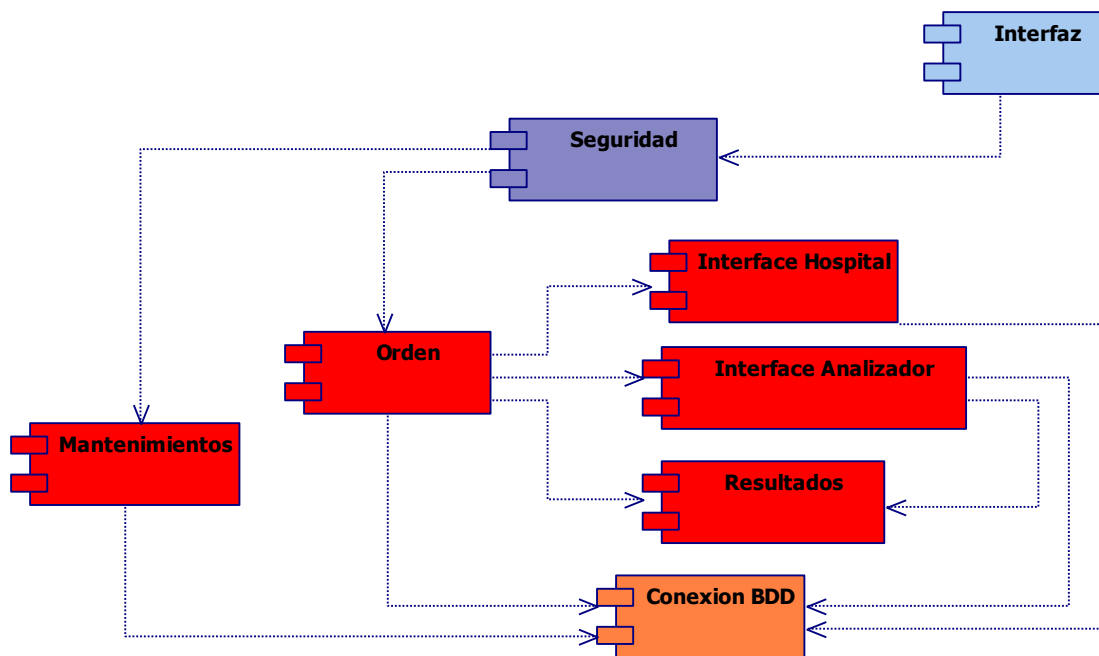 Interfaz
Seguridad
Interface Hospital
Orden
Interface Analizador
Mantenimientos
Resultados
Conexion BDD